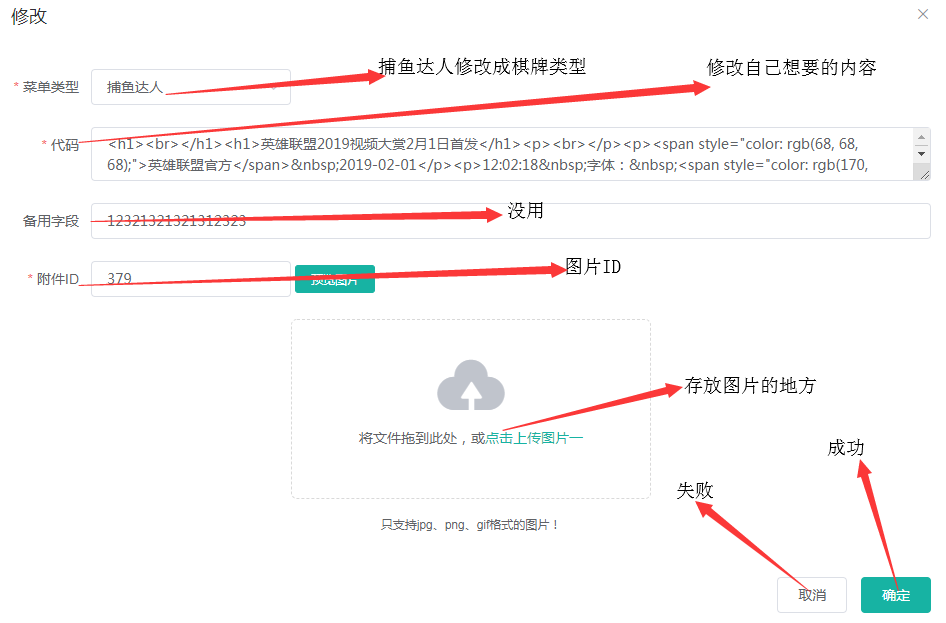 修改
捕鱼达人修改成棋牌类型
修改自己想要的内容
* 菜单类型
捕鱼达人
* 代码
<h1><br></h1><h1>英雄联盟2019视频大赏2月1日首发</h1><p><br></p><p><span style="color: rgb(68, 68,
68);">英雄联盟官方</span>&nbsp;2019-02-01</p><p>12:02:18&nbsp;字体：&nbsp;<span style="color: rgb(170,
备用字段
12321321321312323
没用
* 附件ID
379
预览图片
图片ID
存放图片的地方
将文件拖到此处，或点击上传图片一
成功
失败
只支持jpg、png、gif格式的图片！
取消
确定